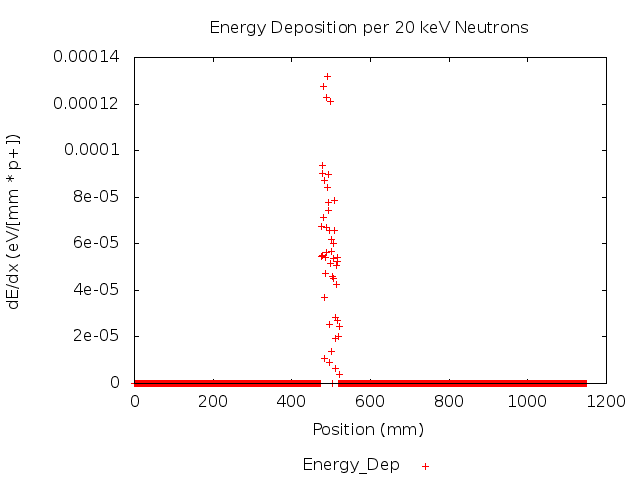 Energy Deposition per 20 keV Neutrons
0.00014
0.00012
0.0001
8e-05
6e-05
4e-05
2e-05
0
dE/dx (eV/[mm * p+])
0 200 400 600 800 1000 1200
Position (mm)
Energy_Dep